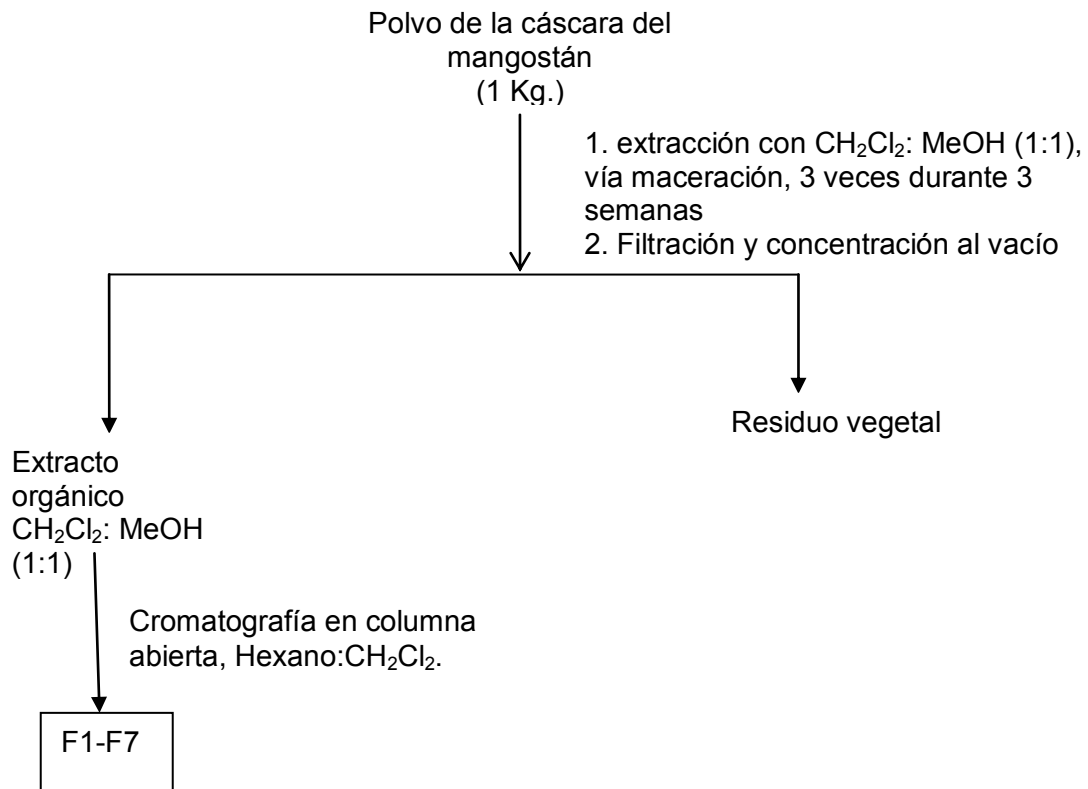 Polvo de la cáscara del
mangostán
(1 Kg.)
1. extracción con CH₂Cl₂: MeOH (1:1),
vía maceración, 3 veces durante 3
semanas
2. Filtración y concentración al vacío
Residuo vegetal
Extracto
orgánico
CH₂Cl₂: MeOH
(1:1)
Cromatografía en columna
abierta, Hexano:CH₂Cl₂.
F1-F7